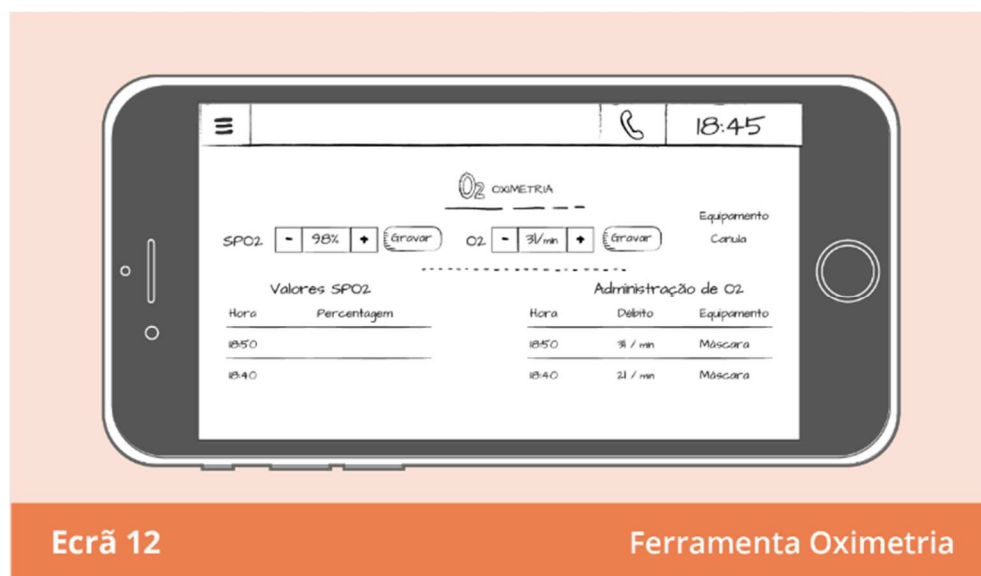 18:45
O2 OXIMETRIA
Equipamento
SPO2 - 98% + Gravar O2 - 3l/min + Gravar Canula
Valores SPO2 Administração de O2
Hora Percentagem Hora Débito Equipamento
18:50 18:50 3l / min Máscara
18:40 18:40 2l / min Máscara
Ecrã 12 Ferramenta Oximetria